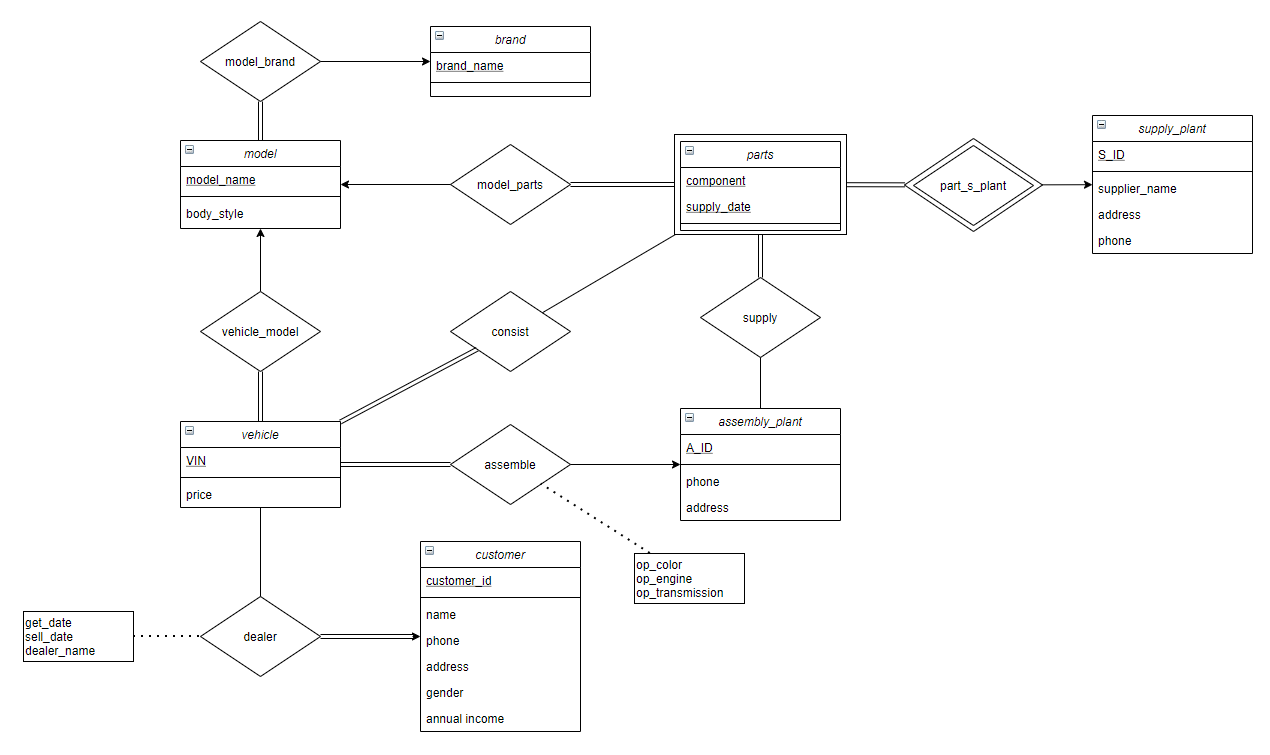 model_brand
brand
brand_name
model
model_name
body_style
model_parts
parts
component
supply_date
part_s_plant
supply_plant
S_ID
supplier_name
address
phone
vehicle_model
consist
supply
vehicle
VIN
price
assemble
assembly_plant
A_ID
phone
address
op_color
op_engine
op_transmission
customer
customer_id
name
phone
address
gender
annual income
get_date
sell_date
dealer_name
dealer